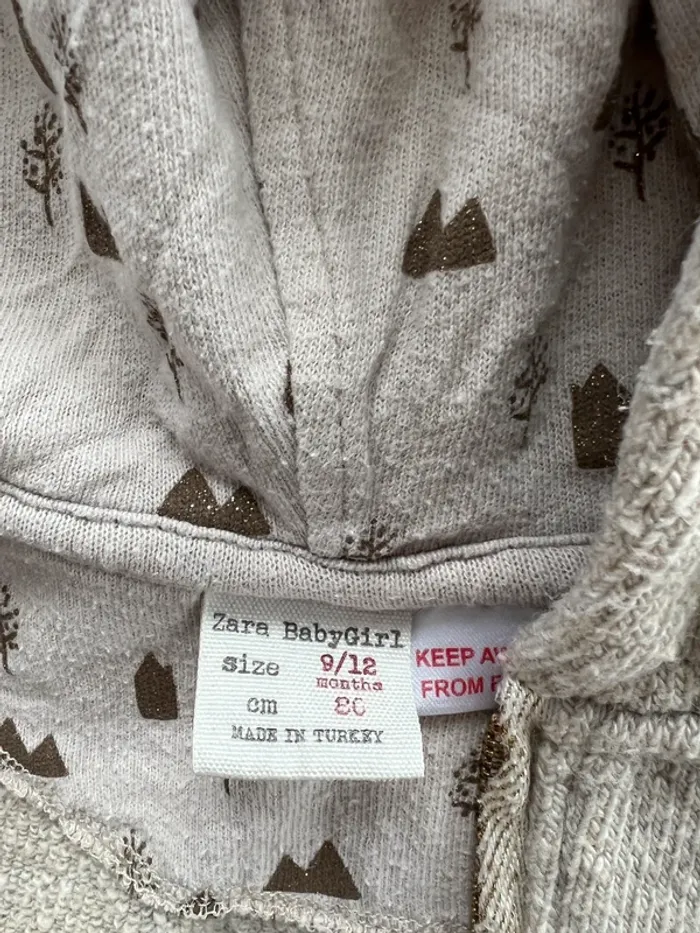 Zara BabyGirl
size 9/12
months
cm 80
MADE IN TURKEY
KEEP
FROM